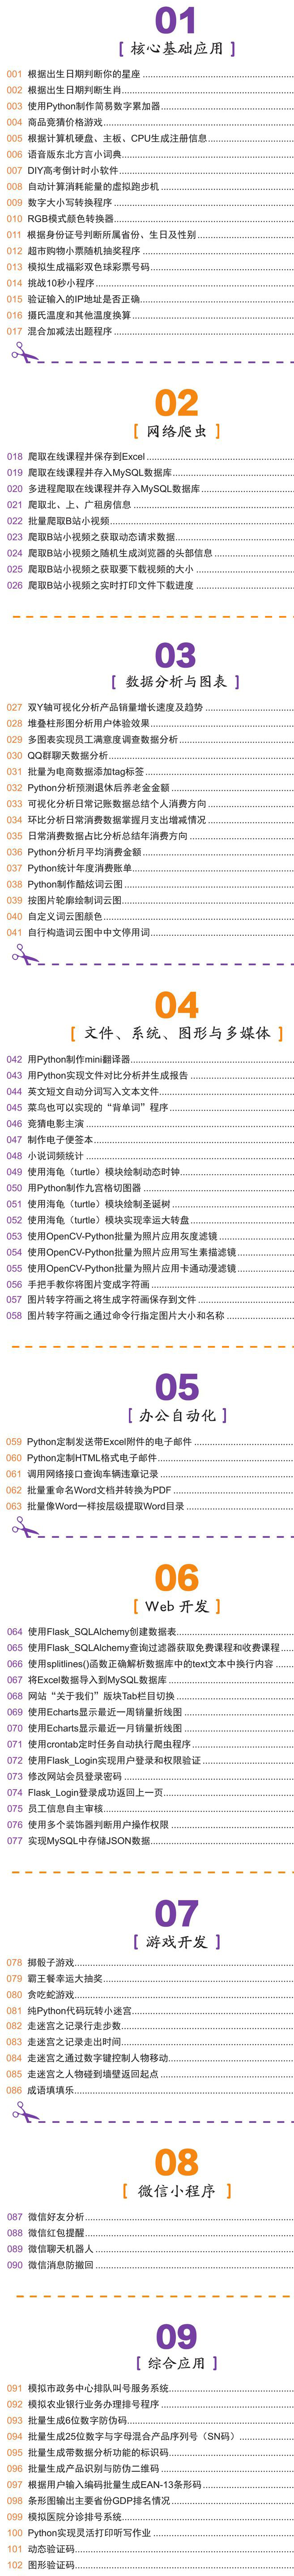 01
[ 核心基础应用 ]
001 根据出生日期判断你的星座
002 根据出生日期判断生肖
003 使用Python制作简易数字累加器
004 商品竞猜价格游戏
005 根据计算机硬盘、主板、CPU生成注册信息
006 语音版东北方言小词典
007 DIY高考倒计时小软件
008 自动计算消耗能量的虚拟跑步机
009 数字大小写转换程序
010 RGB模式颜色转换器
011 根据身份证号判断所属省份、生日及性别
012 超市购物小票随机抽奖程序
013 模拟生成福彩双色球彩票号码
014 挑战10秒小程序
015 验证输入的IP地址是否正确
016 摄氏温度和其他温度换算
017 混合加减法出题程序
02
[ 网络爬虫 ]
018 爬取在线课程并保存到Excel
019 爬取在线课程并存入MySQL数据库
020 多进程爬取在线课程并存入MySQL数据库
021 爬取北、上、广租房信息
022 批量爬取B站小视频
023 爬取B站小视频之获取动态请求数据
024 爬取B站小视频之随机生成浏览器的头部信息
025 爬取B站小视频之获取要下载视频的大小
026 爬取B站小视频之实时打印文件下载进度
03
[ 数据分析与图表 ]
027 双Y轴可视化分析产品销量增长速度及趋势
028 堆叠柱形图分析用户体验效果
029 多图表实现员工满意度调查数据分析
030 QQ群聊天数据分析
031 批量为电商数据添加tag标签
032 Python分析预测退休后养老金金额
033 可视化分析日常记账数据总结个人消费方向
034 环比分析日常消费数据掌握月支出增减情况
035 日常消费数据占比分析总结年消费方向
036 Python分析月平均消费金额
037 Python统计年度消费账单
038 Python制作酷炫词云图
039 按图片轮廓绘制词云图
040 自定义词云图颜色
041 自行构造词云图中中文停用词
04
[ 文件、系统、图形与多媒体 ]
042 用Python制作mini翻译器
043 用Python实现文件对比分析并生成报告
044 英文短文自动分词写入文本文件
045 菜鸟也可以实现的“背单词”程序
046 竞猜电影主演
047 制作电子便签本
048 小说词频统计
049 使用海龟（turtle）模块绘制动态时钟
050 用Python制作九宫格切图器
051 使用海龟（turtle）模块绘制圣诞树
052 使用海龟（turtle）模块实现幸运大转盘
053 使用OpenCV-Python批量为照片应用灰度滤镜
054 使用OpenCV-Python批量为照片应用写生素描滤镜
055 使用OpenCV-Python批量为照片应用卡通动漫滤镜
056 手把手教你将图片变成字符画
057 图片转字符画之将生成字符画保存到文件
058 图片转字符画之通过命令行指定图片大小和名称
05
[ 办公自动化 ]
059 Python定制发送带Excel附件的电子邮件
060 Python定制HTML格式电子邮件
061 调用网络接口查询车辆违章记录
062 批量重命名Word文档并转换为PDF
063 批量像Word一样按层级提取Word目录
06
[ Web 开发 ]
064 使用Flask_SQLAlchemy创建数据表
065 使用Flask_SQLAlchemy查询过滤器获取免费课程和收费课程
066 使用splitlines()函数正确解析数据库中的text文本中换行内容
067 将Excel数据导入到MySQL数据库
068 网站“关于我们”版块Tab栏目切换
069 使用Echarts显示最近一周销量折线图
070 使用Echarts显示最近一月销量折线图
071 使用crontab定时任务自动执行爬虫程序
072 使用Flask_Login实现用户登录和权限验证
073 修改网站会员登录密码
074 Flask_Login登录成功返回上一页
075 员工信息自主审核
076 使用多个装饰器判断用户操作权限
077 实现MySQL中存储JSON数据
07
[ 游戏开发 ]
078 掷骰子游戏
079 霸王餐幸运大抽奖
080 贪吃蛇游戏
081 纯Python代码玩转小迷宫
082 走迷宫之记录行走步数
083 走迷宫之记录走出时间
084 走迷宫之通过数字键控制人物移动
085 走迷宫之人物碰到墙壁返回起点
086 成语填填乐
08
[ 微信小程序 ]
087 微信好友分析
088 微信红包提醒
089 微信聊天机器人
090 微信消息防撤回
09
[ 综合应用 ]
091 模拟市政务中心排队叫号服务系统
092 模拟农业银行业务办理排号程序
093 批量生成6位数字防伪码
094 批量生成25位数字与字母混合产品序列号（SN码）
095 批量生成带数据分析功能的标识码
096 批量生成产品识别与防伪二维码
097 根据用户输入编码批量生成EAN-13条形码
098 条形图输出主要省份GDP排名情况
099 模拟医院分诊排号系统
100 Python实现灵活打印听写作业
101 动态验证码
102 图形验证码